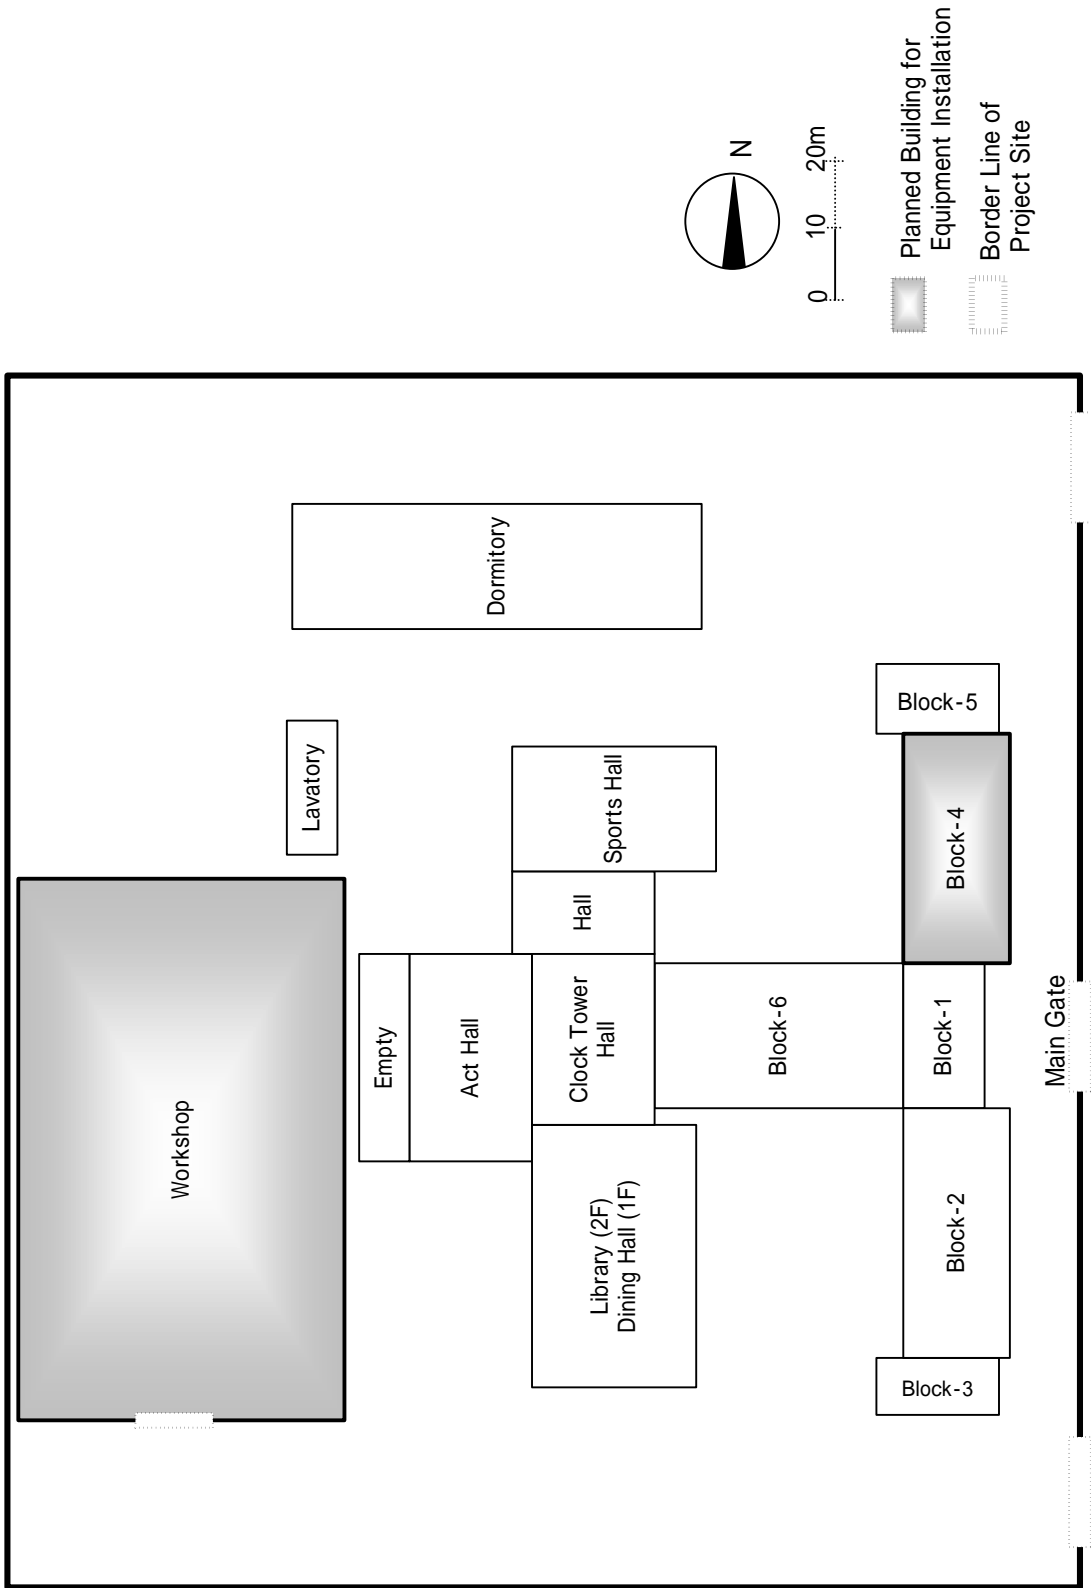 N
0 10 20m
Planned Building for
Equipment Installation
Border Line of
Project Site
Dormitory
Lavatory
Sports Hall
Block-5
Workshop
Empty
Act Hall
Hall
Clock Tower
Hall
Block-6
Block-4
Block-1
Main Gate
Library (2F)
Dining Hall (1F)
Block-2
Block-3